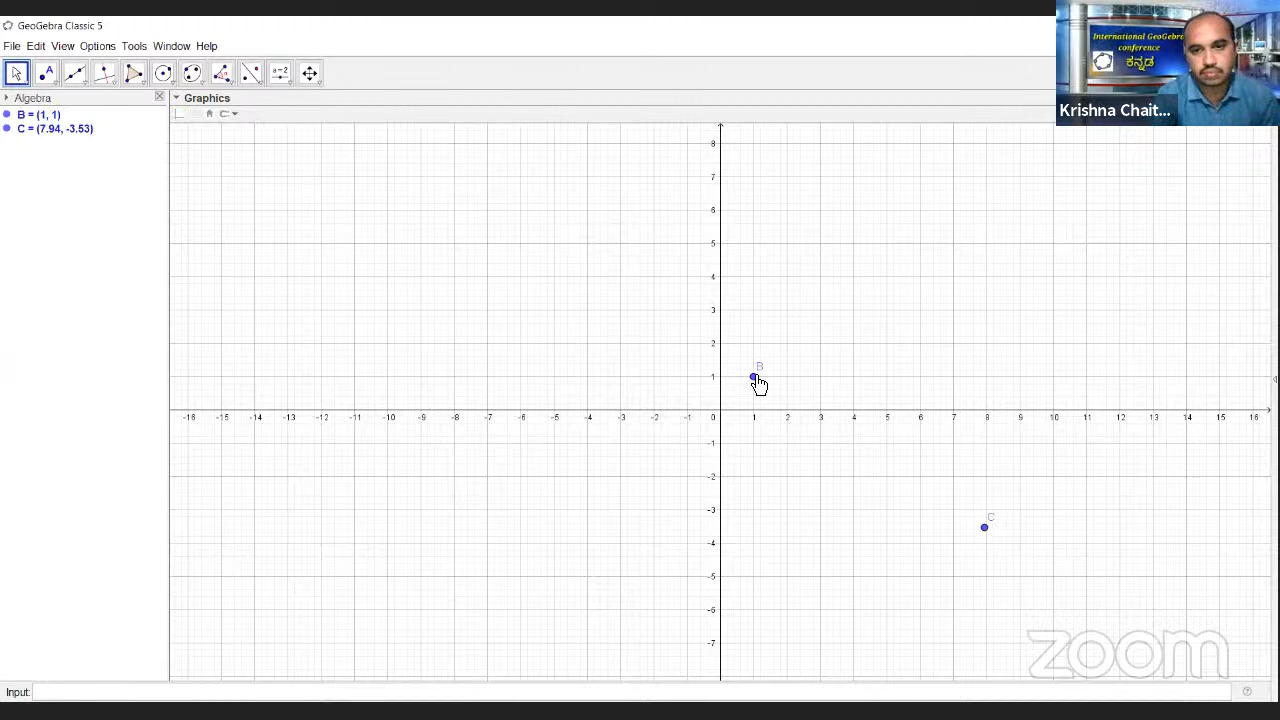 GeoGebra Classic 5
File Edit View Options Tools Window Help
International GeoGebra
conference
ಕನ್ನಡ
Krishna Chait...
A
a=2
Algebra
Graphics
B = (1, 1)
C = (7.94, -3.53)
8
7
6
5
4
3
2
B
1
-16 -15 -14 -13 -12 -11 -10 -9 -8 -7 -6 -5 -4 -3 -2 -1 0 1 2 3 4 5 6 7 8 9 10 11 12 13 14 15 16
-1
-2
-3
C
-4
-5
-6
-7
zoom
Input: